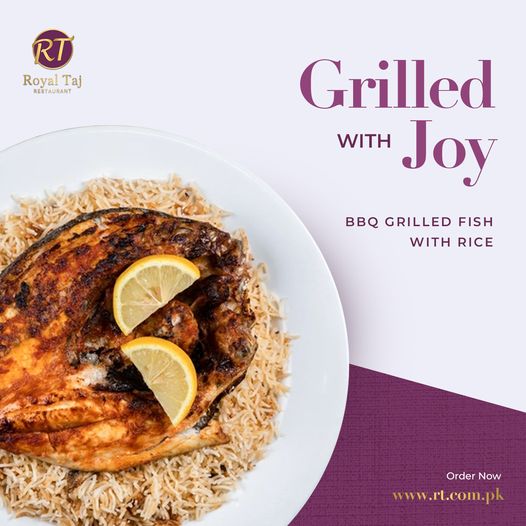 RT
Royal Taj
RESTAURANT
Grilled
WITH Joy
BBQ GRILLED FISH
WITH RICE
Order Now
www.rt.com.pk